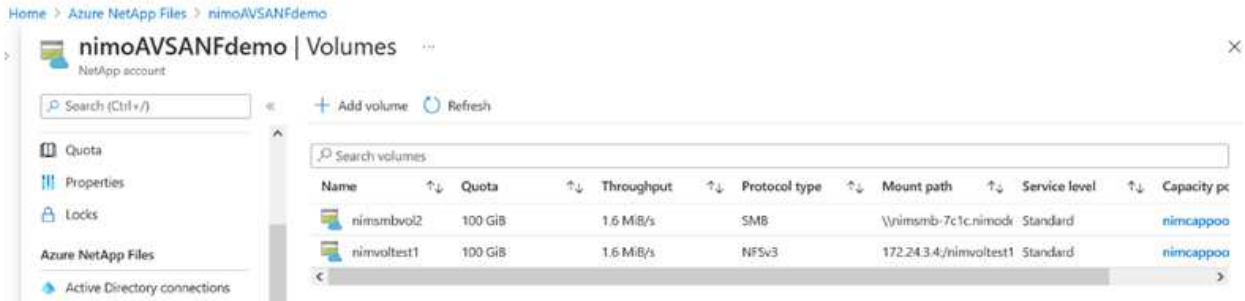 Home > Azure NetApp Files > nimoAVSANFdemo
nimoAVSANFdemo | Volumes ...
NetApp account
Search (Ctrl+/)
Add volume Refresh
Quota
Properties
Locks
Azure NetApp Files
Active Directory connections
Search volumes
Name Quota Throughput Protocol type Mount path Service level Capacity po
nimsmbvol2 100 GiB 1.6 MiB/s SMB \\nimsmb-7c1c.nimod Standard nimcappoo
nimvoltest1 100 GiB 1.6 MiB/s NFSv3 172.24.3.4:/nimvoltest1 Standard nimcappoo